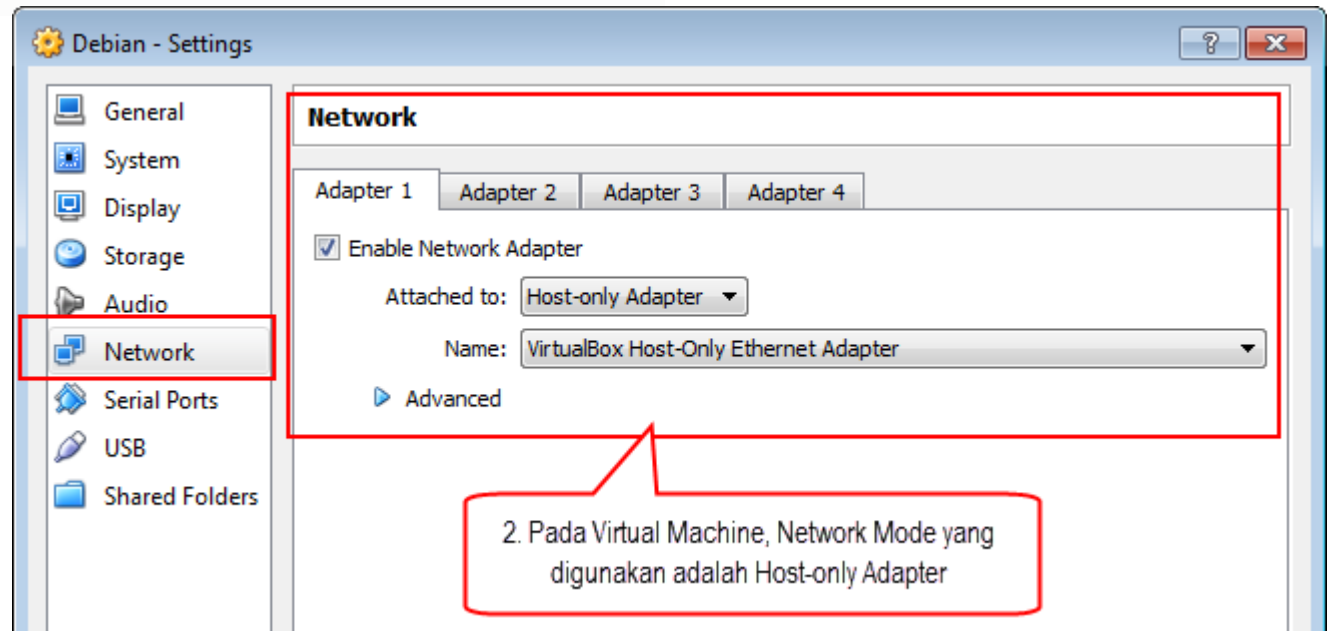 Debian - Settings
General
System
Display
Storage
Audio
Network
Serial Ports
USB
Shared Folders
Network
Adapter 1 Adapter 2 Adapter 3 Adapter 4
Enable Network Adapter
Attached to: Host-only Adapter
Name: VirtualBox Host-Only Ethernet Adapter
Advanced
2. Pada Virtual Machine, Network Mode yang
digunakan adalah Host-only Adapter